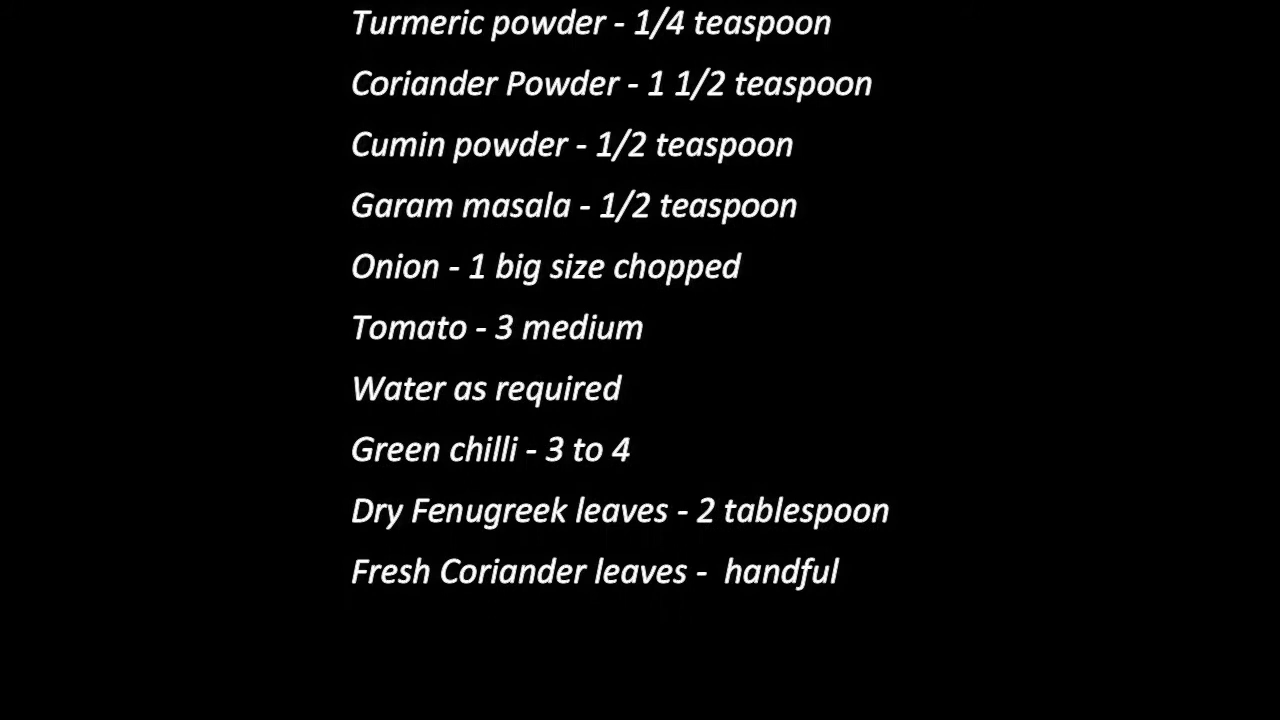 Turmeric powder - 1/4 teaspoon
Coriander Powder - 1 1/2 teaspoon
Cumin powder - 1/2 teaspoon
Garam masala - 1/2 teaspoon
Onion - 1 big size chopped
Tomato - 3 medium
Water as required
Green chilli - 3 to 4
Dry Fenugreek leaves - 2 tablespoon
Fresh Coriander leaves -  handful